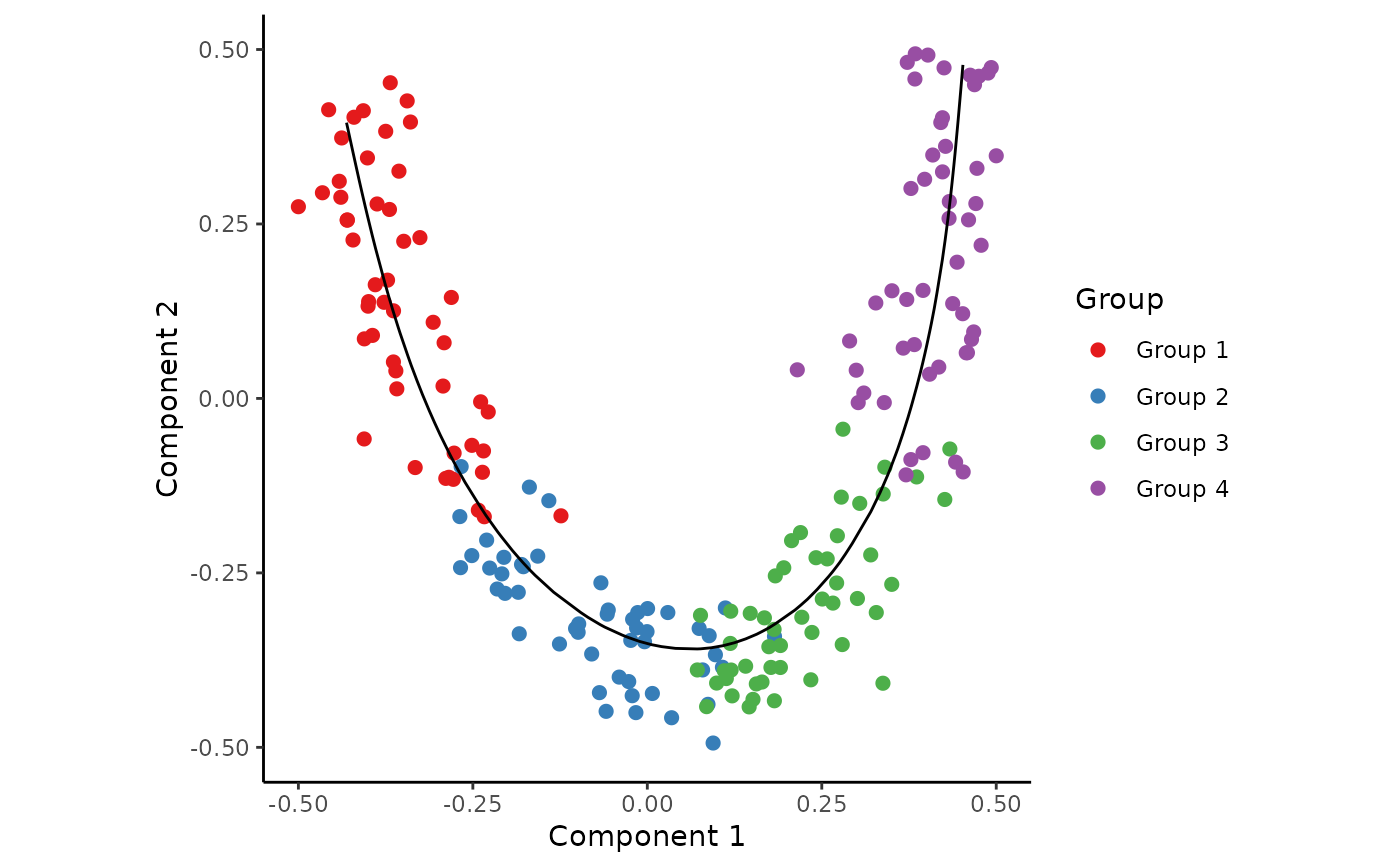 0.50
0.25
0.00
-0.25
-0.50
Component 2
-0.50 -0.25 0.00 0.25 0.50
Component 1
Group
Group 1
Group 2
Group 3
Group 4